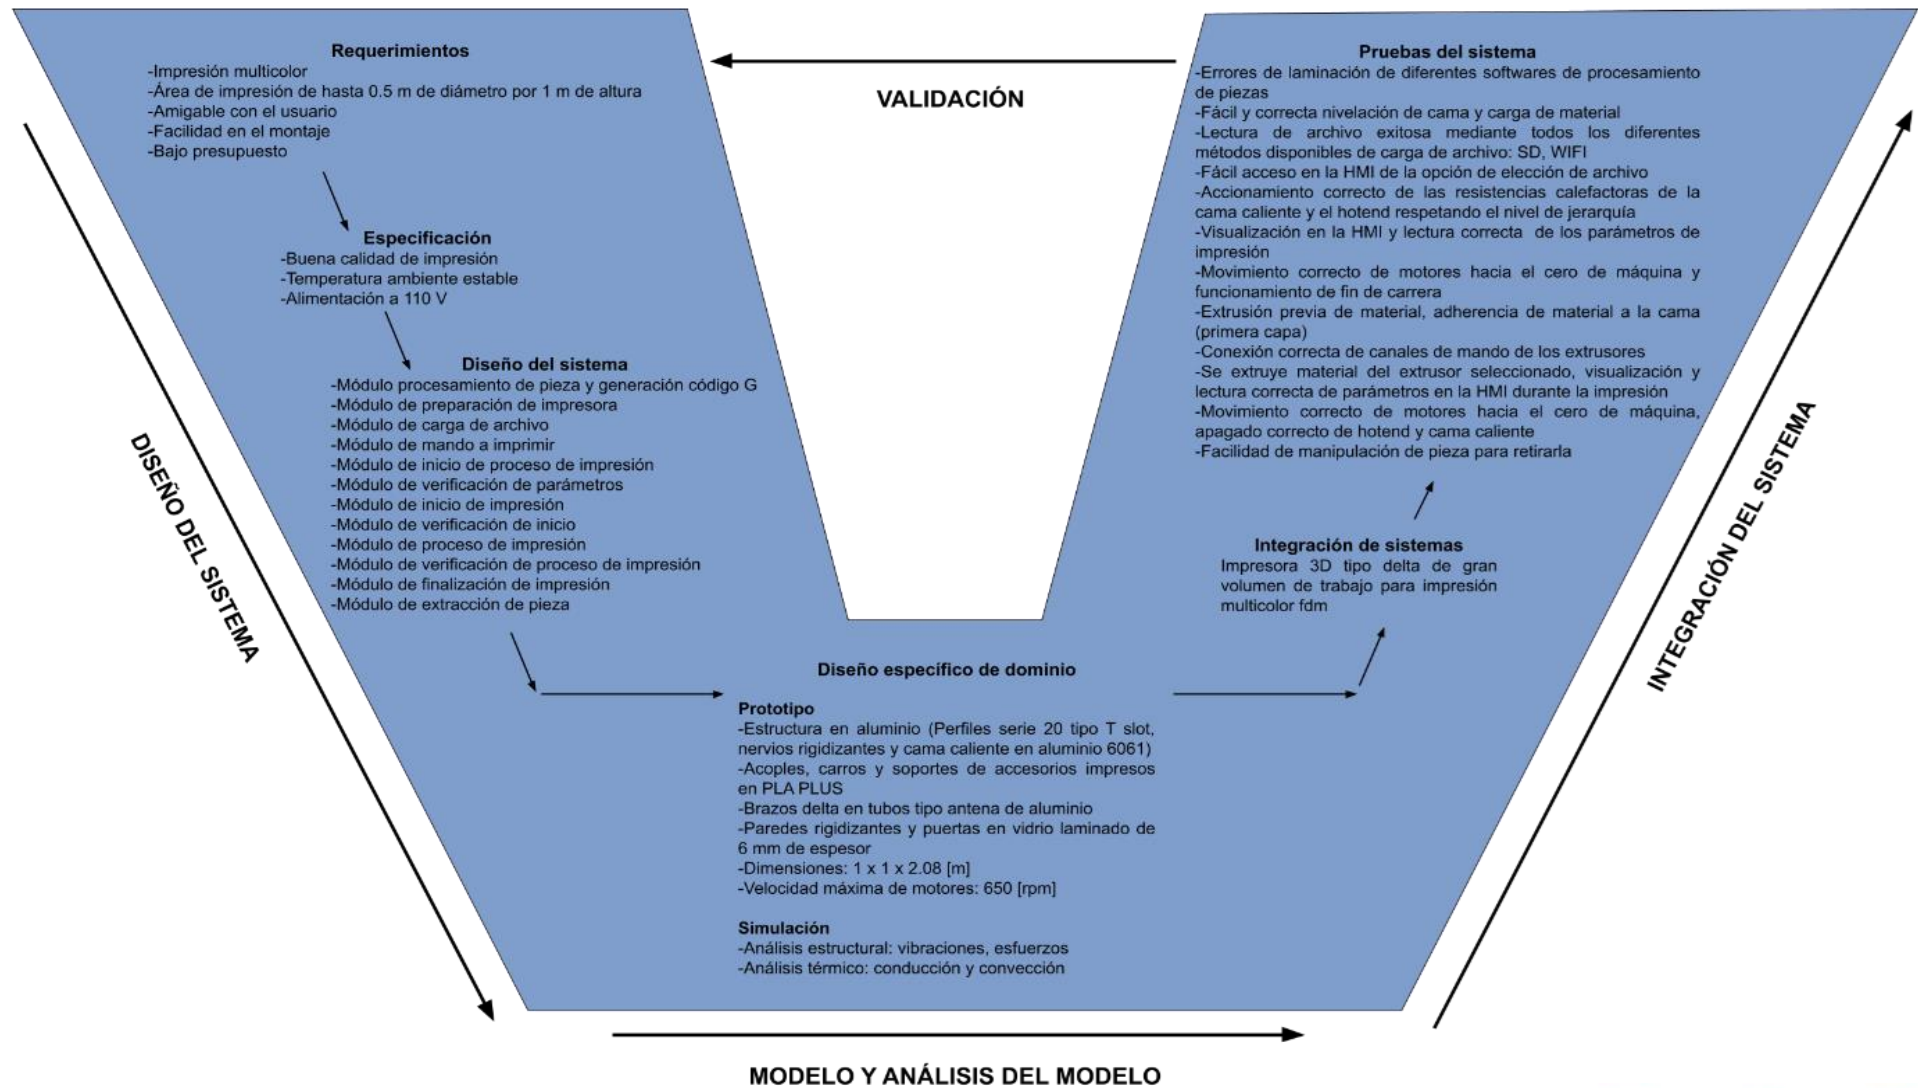 Requerimientos
-Impresión multicolor
-Área de impresión de hasta 0.5 m de diámetro por 1 m de altura
-Amigable con el usuario
-Facilidad en el montaje
-Bajo presupuesto
Especificación
-Buena calidad de impresión
-Temperatura ambiente estable
-Alimentación a 110 V
Diseño del sistema
-Módulo procesamiento de pieza y generación código G
-Módulo de preparación de impresora
-Módulo de carga de archivo
-Módulo de mando a imprimir
-Módulo de inicio de proceso de impresión
-Módulo de verificación de parámetros
-Módulo de inicio de impresión
-Módulo de verificación de inicio
-Módulo de proceso de impresión
-Módulo de verificación de proceso de impresión
-Módulo de finalización de impresión
-Módulo de extracción de pieza
DISEÑO DEL SISTEMA
Diseño específico de dominio
Prototipo
-Estructura en aluminio (Perfiles serie 20 tipo T slot,
nervios rigidizantes y cama caliente en aluminio 6061)
-Acoples, carros y soportes de accesorios impresos
en PLA PLUS
-Brazos delta en tubos tipo antena de aluminio
-Paredes rigidizantes y puertas en vidrio laminado de
6 mm de espesor
-Dimensiones: 1 x 1 x 2.08 [m]
-Velocidad máxima de motores: 650 [rpm]
Simulación
-Análisis estructural: vibraciones, esfuerzos
-Análisis térmico: conducción y convección
MODELO Y ANÁLISIS DEL MODELO
Integración de sistemas
Impresora 3D tipo delta de gran
volumen de trabajo para impresión
multicolor fdm
INTEGRACIÓN DEL SISTEMA
Pruebas del sistema
-Errores de laminación de diferentes softwares de procesamiento
de piezas
-Fácil y correcta nivelación de cama y carga de material
-Lectura de archivo exitosa mediante todos los diferentes
métodos disponibles de carga de archivo: SD, WIFI
-Fácil acceso en la HMI de la opción de elección de archivo
-Accionamiento correcto de las resistencias calefactoras de la
cama caliente y el hotend respetando el nivel de jerarquía
-Visualización en la HMI y lectura correcta de los parámetros de
impresión
-Movimiento correcto de motores hacia el cero de máquina y
funcionamiento de fin de carrera
-Extrusión previa de material, adherencia de material a la cama
(primera capa)
-Conexión correcta de canales de mando de los extrusores
-Se extruye material del extrusor seleccionado, visualización y
lectura correcta de parámetros en la HMI durante la impresión
-Movimiento correcto de motores hacia el cero de máquina,
apagado correcto de hotend y cama caliente
-Facilidad de manipulación de pieza para retirarla
VALIDACIÓN